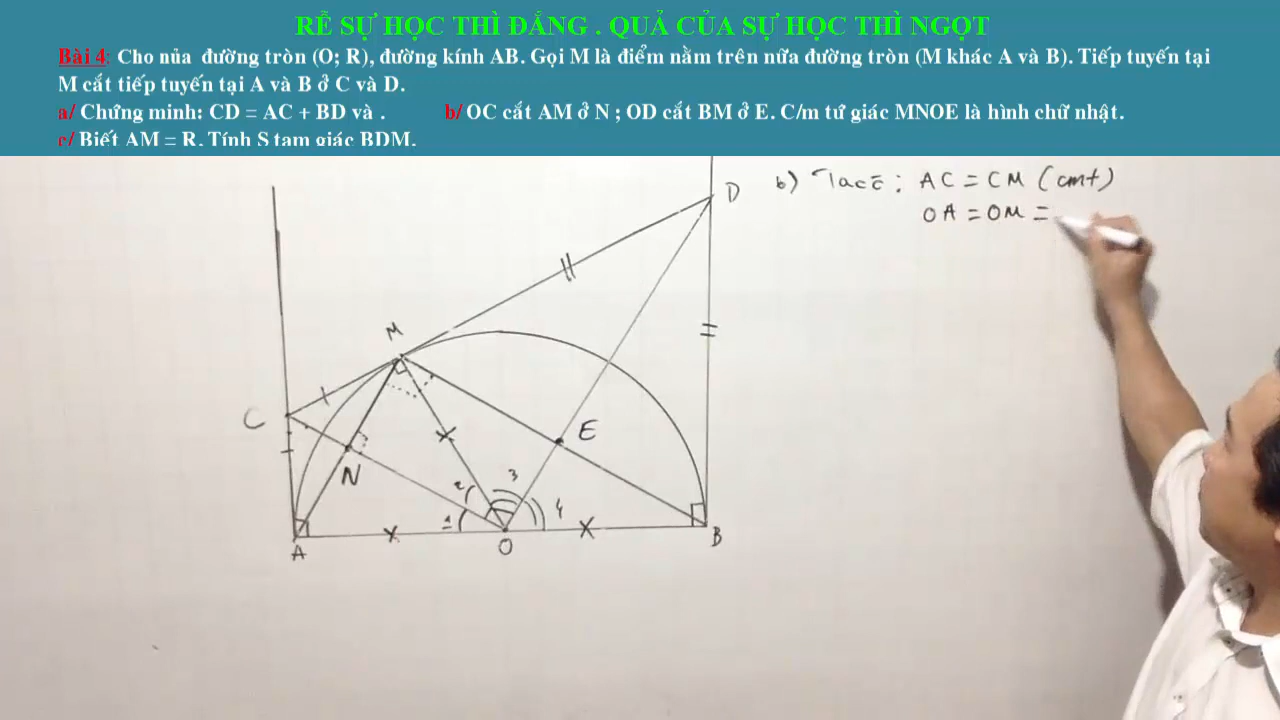 RỄ SỰ HỌC THÌ ĐẮNG . QUẢ CỦA SỰ HỌC THÌ NGỌT
Bài 4: Cho nủa đường tròn (O; R), đường kính AB. Gọi M là điểm nằm trên nữa đường tròn (M khác A và B). Tiếp tuyến tại
M cắt tiếp tuyến tại A và B ở C và D.
a/ Chứng minh: CD = AC + BD và . b/ OC cắt AM ở N ; OD cắt BM ở E. C/m tứ giác MNOE là hình chữ nhật.
c/ Biết AM = R. Tính S tam giác BDM.
b) Ta có : AC = CM (cmt)
OA = OM =
D
M
C
E
N
1 2 3 4
A
O
B